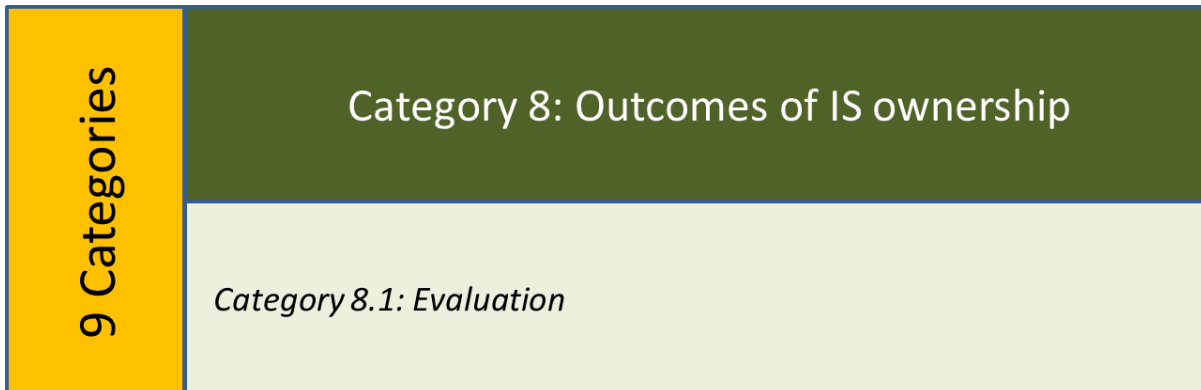 9 Categories
Category 8: Outcomes of IS ownership
Category 8.1: Evaluation